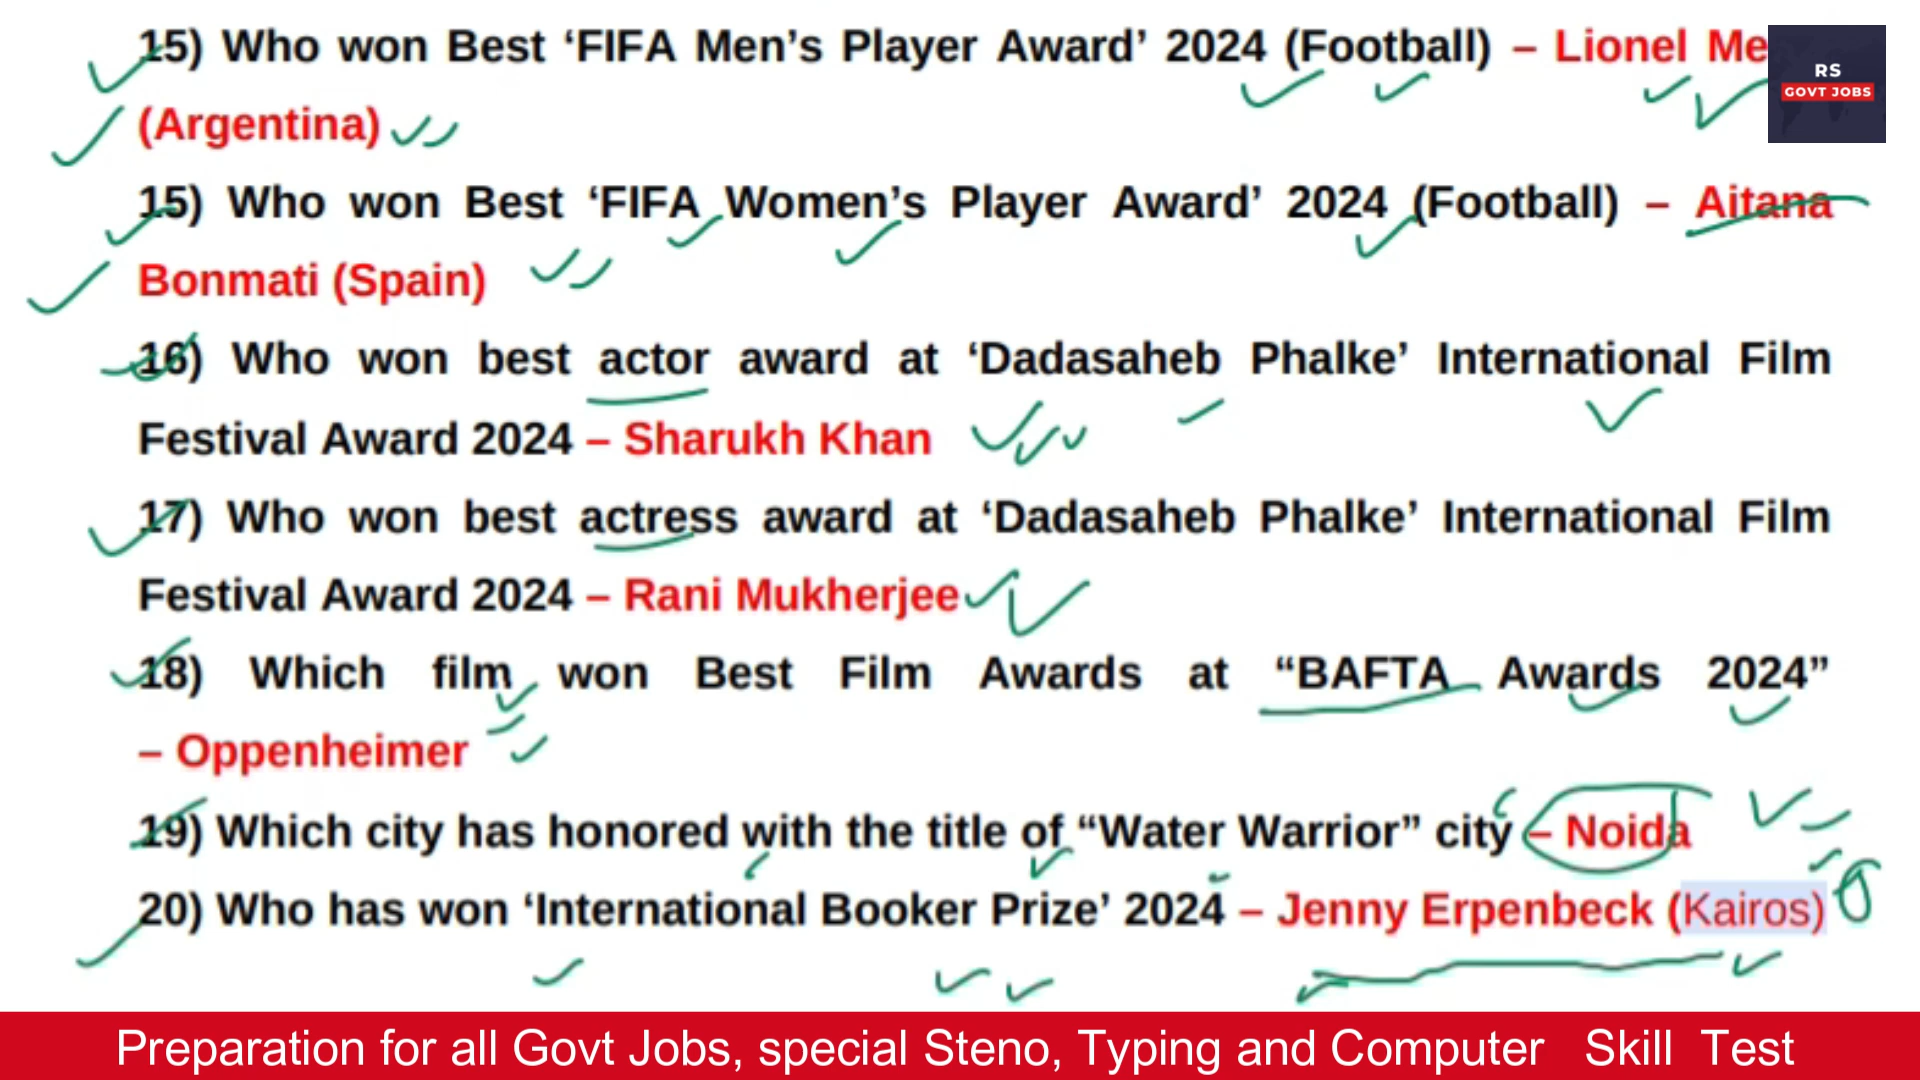 15) Who won Best ‘FIFA Men’s Player Award’ 2024 (Football) – Lionel
(Argentina)
15) Who won Best ‘FIFA Women’s Player Award’ 2024 (Football) – Aitana
Bonmati (Spain)
16) Who won best actor award at ‘Dadasaheb Phalke’ International Film
Festival Award 2024 – Sharukh Khan
17) Who won best actress award at ‘Dadasaheb Phalke’ International Film
Festival Award 2024 – Rani Mukherjee
18) Which film won Best Film Awards at “BAFTA Awards 2024”
– Oppenheimer
19) Which city has honored with the title of “Water Warrior” city – Noida
20) Who has won ‘International Booker Prize’ 2024 – Jenny Erpenbeck (Kairos)
RS
GOVT JOBS
Preparation for all Govt Jobs, special Steno, Typing and Computer Skill Test